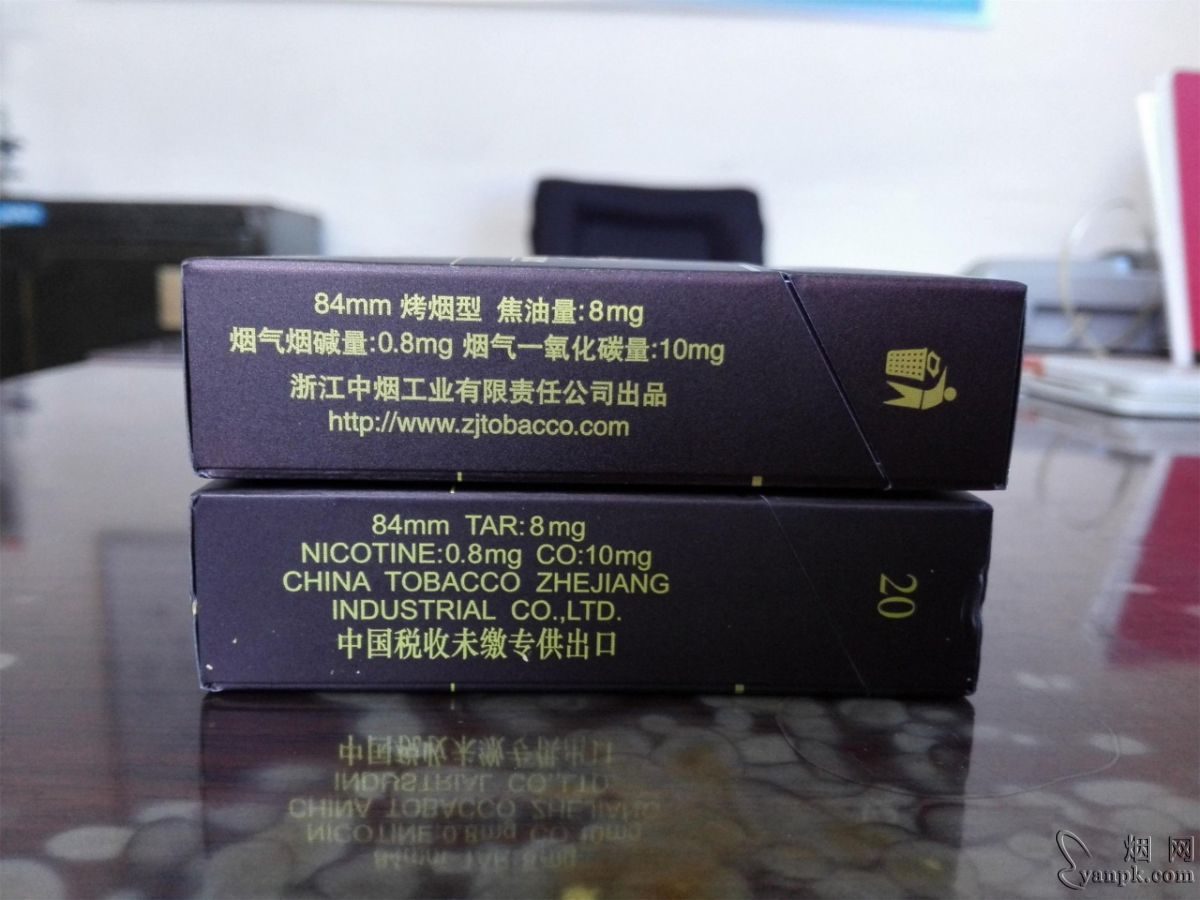 84mm 烤烟型 焦油量:8mg
烟气烟碱量:0.8mg 烟气一氧化碳量:10mg
浙江中烟工业有限责任公司出品
http://www.zjtobacco.com
84mm TAR:8mg
NICOTINE:0.8mg CO:10mg
CHINA TOBACCO ZHEJIANG
INDUSTRIAL CO.,LTD.
中国税收未缴专供出口
20
烟网
yanpk.com